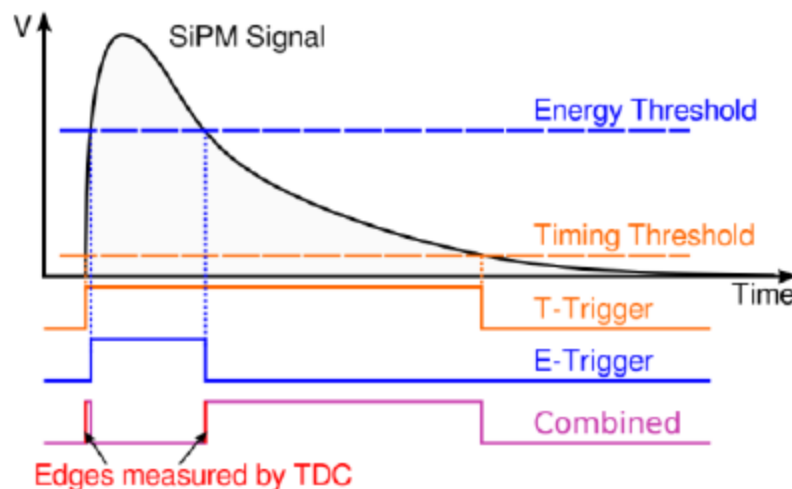 V
SiPM Signal
Energy Threshold
Timing Threshold
Time
T-Trigger
E-Trigger
Combined
Edges measured by TDC